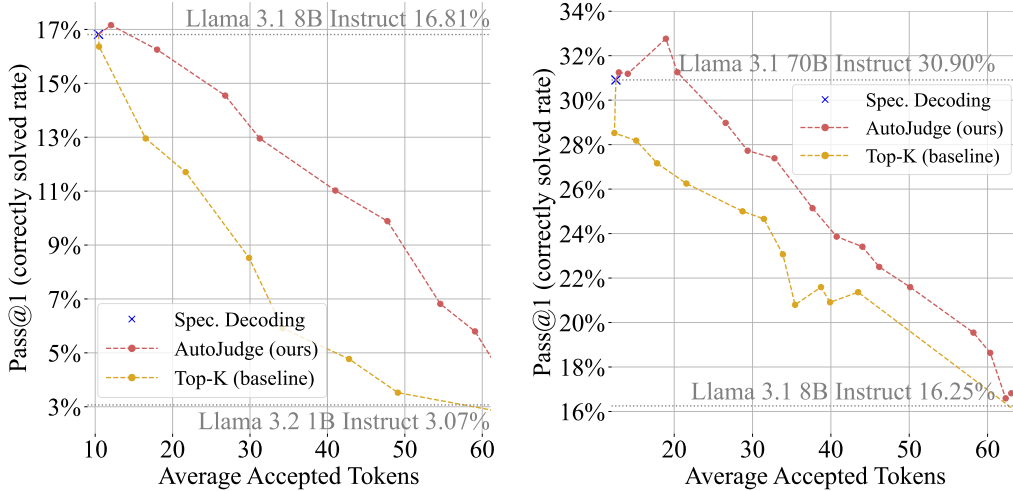 Llama 3.1 8B Instruct 16.81%
17%
15%
13%
11%
9%
7%
5%
3%
Pass@1 (correctly solved rate)
Spec. Decoding
AutoJudge (ours)
Top-K (baseline)
Llama 3.2 1B Instruct 3.07%
10 20 30 40 50 60
Average Accepted Tokens
34%
32%
30%
28%
26%
24%
22%
20%
18%
16%
Pass@1 (correctly solved rate)
Llama 3.1 70B Instruct 30.90%
Spec. Decoding
AutoJudge (ours)
Top-K (baseline)
Llama 3.1 8B Instruct 16.25%
20 30 40 50 60
Average Accepted Tokens